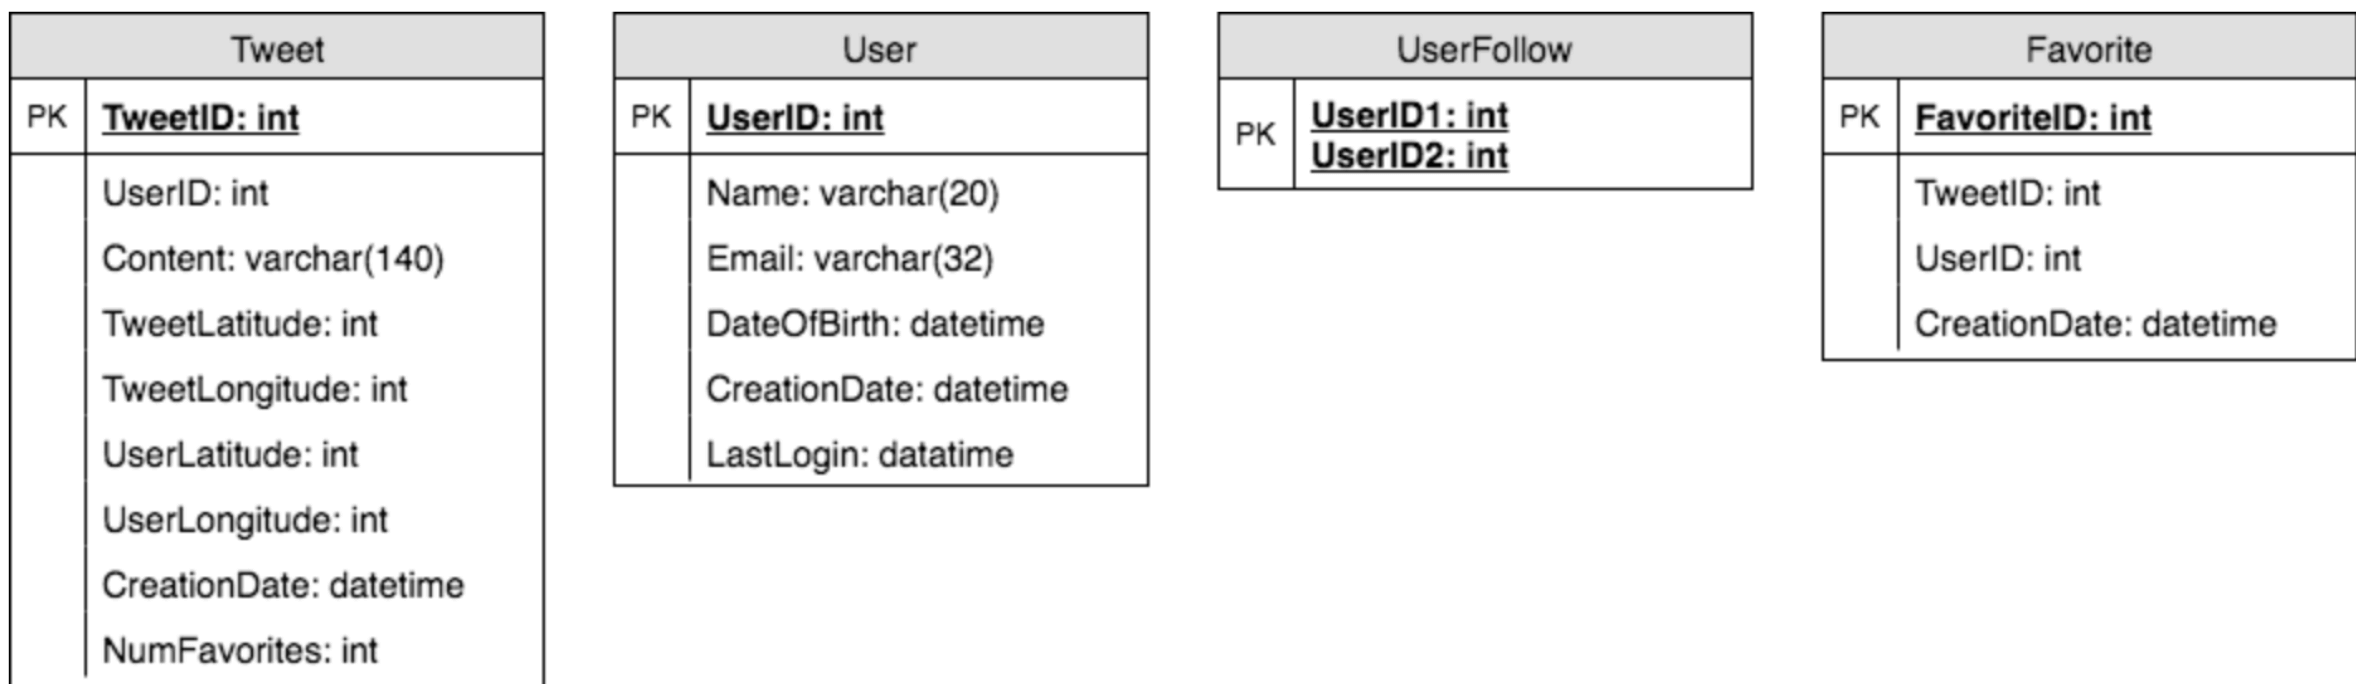 Tweet
PK
TweetID: int
UserID: int
Content: varchar(140)
TweetLatitude: int
TweetLongitude: int
UserLatitude: int
UserLongitude: int
CreationDate: datetime
NumFavorites: int
User
PK
UserID: int
Name: varchar(20)
Email: varchar(32)
DateOfBirth: datetime
CreationDate: datetime
LastLogin: datatime
UserFollow
PK
UserID1: int
UserID2: int
Favorite
PK
FavoriteID: int
TweetID: int
UserID: int
CreationDate: datetime